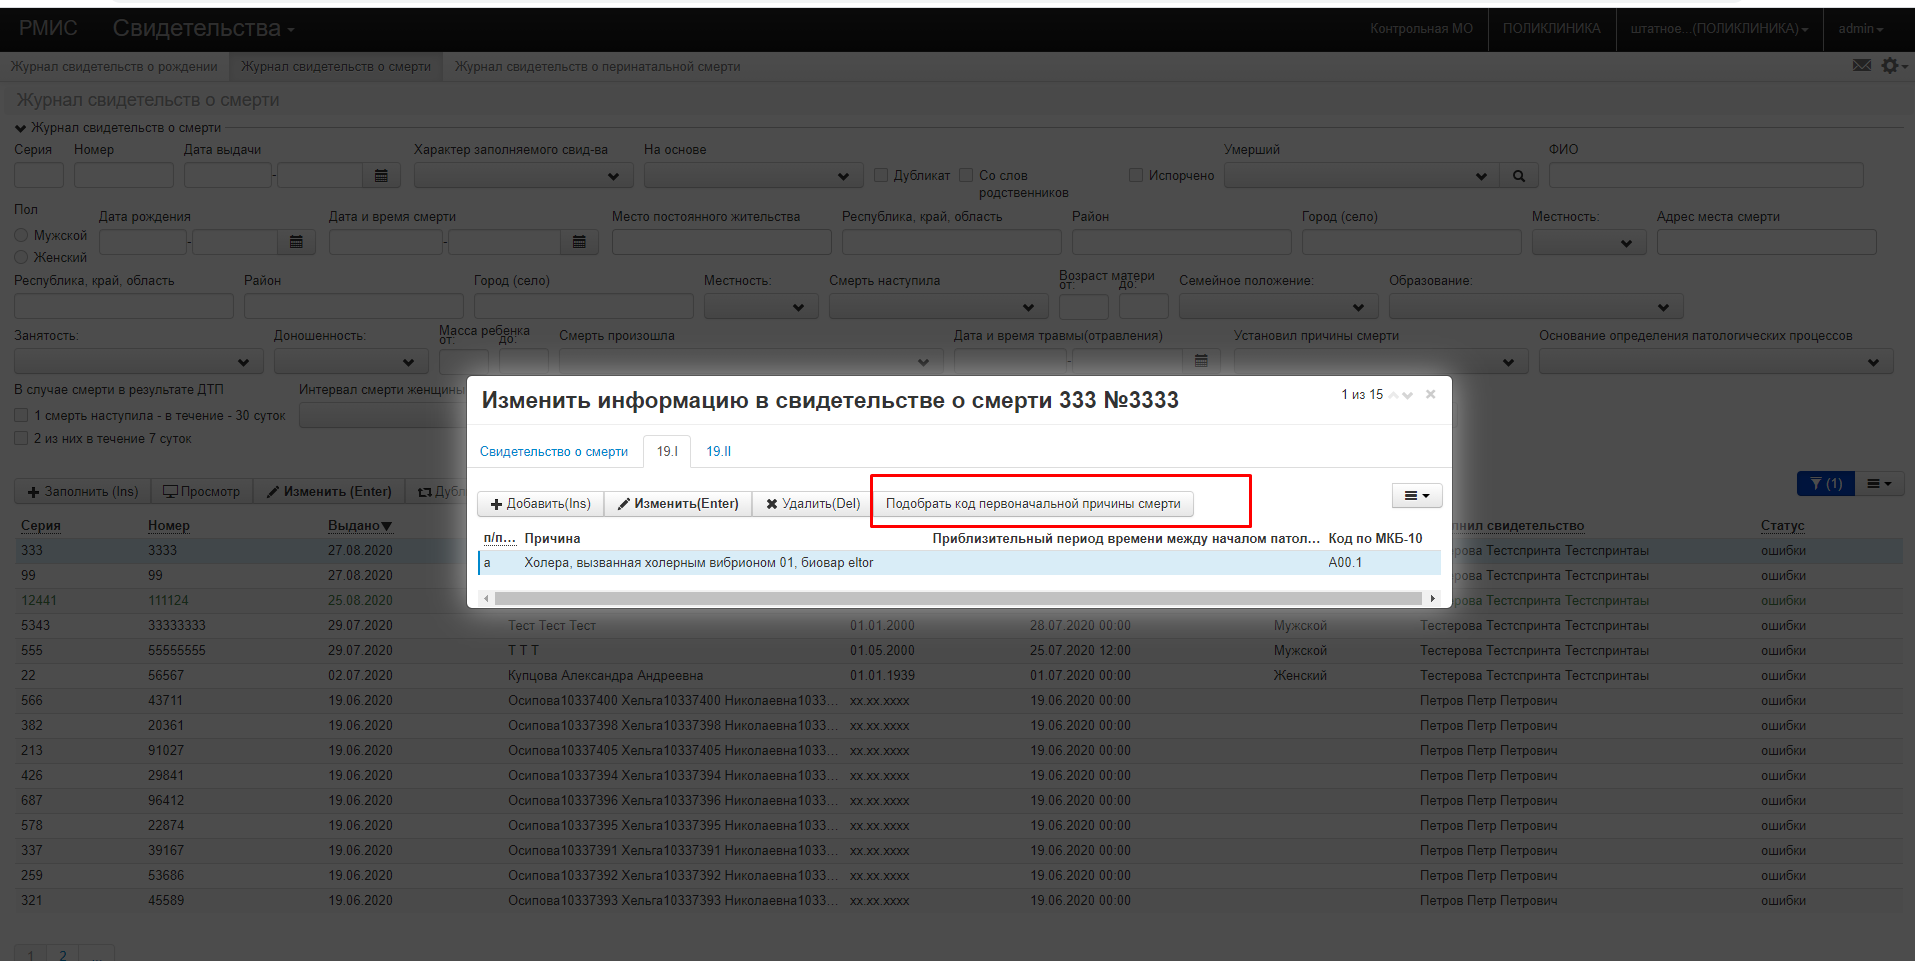 РМИС Свидетельства Контрольная МО ПОЛИКЛИНИКА штатное...(ПОЛИКЛИНИКА) admin
Журнал свидетельств о рождении Журнал свидетельств о смерти Журнал свидетельств о перинатальной смерти
Журнал свидетельств о смерти
Журнал свидетельств о смерти
Серия Номер Дата выдачи Характер заполняемого свид-ва На основе Умерший ФИО
- Дубликат Со слов родственников Испорчено
Пол Дата рождения Дата и время смерти Место постоянного жительства Республика, край, область Район Город (село) Местность: Адрес места смерти
Мужской - -
Женский
Республика, край, область Район Город (село) Местность: Смерть наступила Возраст матери от: до: Семейное положение: Образование:
Занятость: Доношенность: Масса ребенка от: до: Смерть произошла Дата и время травмы(отравления) Установил причины смерти Основание определения патологических процессов
-
В случае смерти в результате ДТП Интервал смерти женщины
1 смерть наступила - в течение - 30 суток
2 из них в течение 7 суток
Изменить информацию в свидетельстве о смерти 333 №3333 1 из 15 ×
Свидетельство о смерти 19.I 19.II
Добавить(Ins) Изменить(Enter) Удалить(Del) Подобрать код первоначальной причины смерти
п/п... Причина Приблизительный период времени между началом патол... Код по МКБ-10
а Холера, вызванная холерным вибрионом 01, биовар eltor A00.1
Заполнить (Ins) Просмотр Изменить (Enter) Дубл (1)
Серия Номер Выдано▼ нил свидетельство Статус
333 3333 27.08.2020 ерова Тестспринта Тестспринтаы ошибки
99 99 27.08.2020 рова Тестспринта Тестспринтаы ошибки
12441 111124 25.08.2020 рова Тестспринта Тестспринтаы ошибки
5343 33333333 29.07.2020 Тест Тест Тест 01.01.2000 28.07.2020 00:00 Мужской Тестерова Тестспринта Тестспринтаы ошибки
555 55555555 29.07.2020 Т Т Т 01.05.2000 25.07.2020 12:00 Мужской Тестерова Тестспринта Тестспринтаы ошибки
22 56567 02.07.2020 Купцова Александра Андреевна 01.01.1939 01.07.2020 00:00 Женский Тестерова Тестспринта Тестспринтаы ошибки
566 43711 19.06.2020 Осипова10337400 Хельга10337400 Николаевна1033... xx.xx.xxxx 19.06.2020 00:00 Петров Петр Петрович ошибки
382 20361 19.06.2020 Осипова10337398 Хельга10337398 Николаевна1033... xx.xx.xxxx 19.06.2020 00:00 Петров Петр Петрович ошибки
213 91027 19.06.2020 Осипова10337405 Хельга10337405 Николаевна1033... xx.xx.xxxx 19.06.2020 00:00 Петров Петр Петрович ошибки
426 29841 19.06.2020 Осипова10337394 Хельга10337394 Николаевна1033... xx.xx.xxxx 19.06.2020 00:00 Петров Петр Петрович ошибки
687 96412 19.06.2020 Осипова10337396 Хельга10337396 Николаевна1033... xx.xx.xxxx 19.06.2020 00:00 Петров Петр Петрович ошибки
578 22874 19.06.2020 Осипова10337395 Хельга10337395 Николаевна1033... xx.xx.xxxx 19.06.2020 00:00 Петров Петр Петрович ошибки
337 39167 19.06.2020 Осипова10337391 Хельга10337391 Николаевна1033... xx.xx.xxxx 19.06.2020 00:00 Петров Петр Петрович ошибки
259 53686 19.06.2020 Осипова10337392 Хельга10337392 Николаевна1033... xx.xx.xxxx 19.06.2020 00:00 Петров Петр Петрович ошибки
321 45589 19.06.2020 Осипова10337393 Хельга10337393 Николаевна1033... xx.xx.xxxx 19.06.2020 00:00 Петров Петр Петрович ошибки
1 2 ...